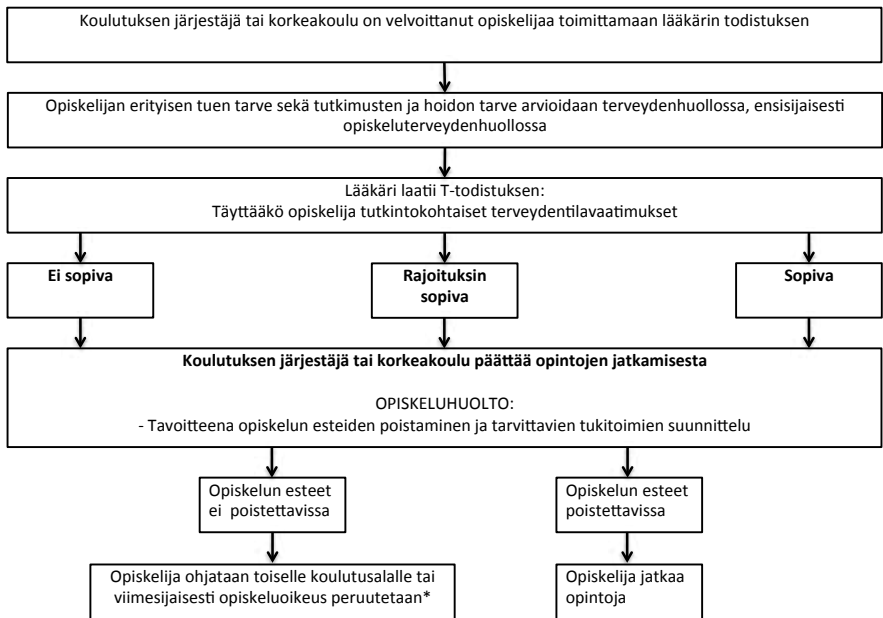 Koulutuksen järjestäjä tai korkeakoulu on velvoittanut opiskelijaa toimittamaan lääkärin todistuksen
Opiskelijan erityisen tuen tarve sekä tutkimusten ja hoidon tarve arvioidaan terveydenhuollossa, ensisijaisesti
opiskeluterveydenhuollossa
Lääkäri laatii T-todistuksen:
Täyttääkö opiskelija tutkintokohtaiset terveydentilavaatimukset
Ei sopiva
Rajoituksin
sopiva
Sopiva
Koulutuksen järjestäjä tai korkeakoulu päättää opintojen jatkamisesta
OPISKELUHUOLTO:
- Tavoitteena opiskelun esteiden poistaminen ja tarvittavien tukitoimien suunnittelu
Opiskelun esteet
ei poistettavissa
Opiskelun esteet
poistettavissa
Opiskelija ohjataan toiselle koulutusalalle tai
viimesijaisesti opiskeluoikeus peruutetaan*
Opiskelija jatkaa
opintoja